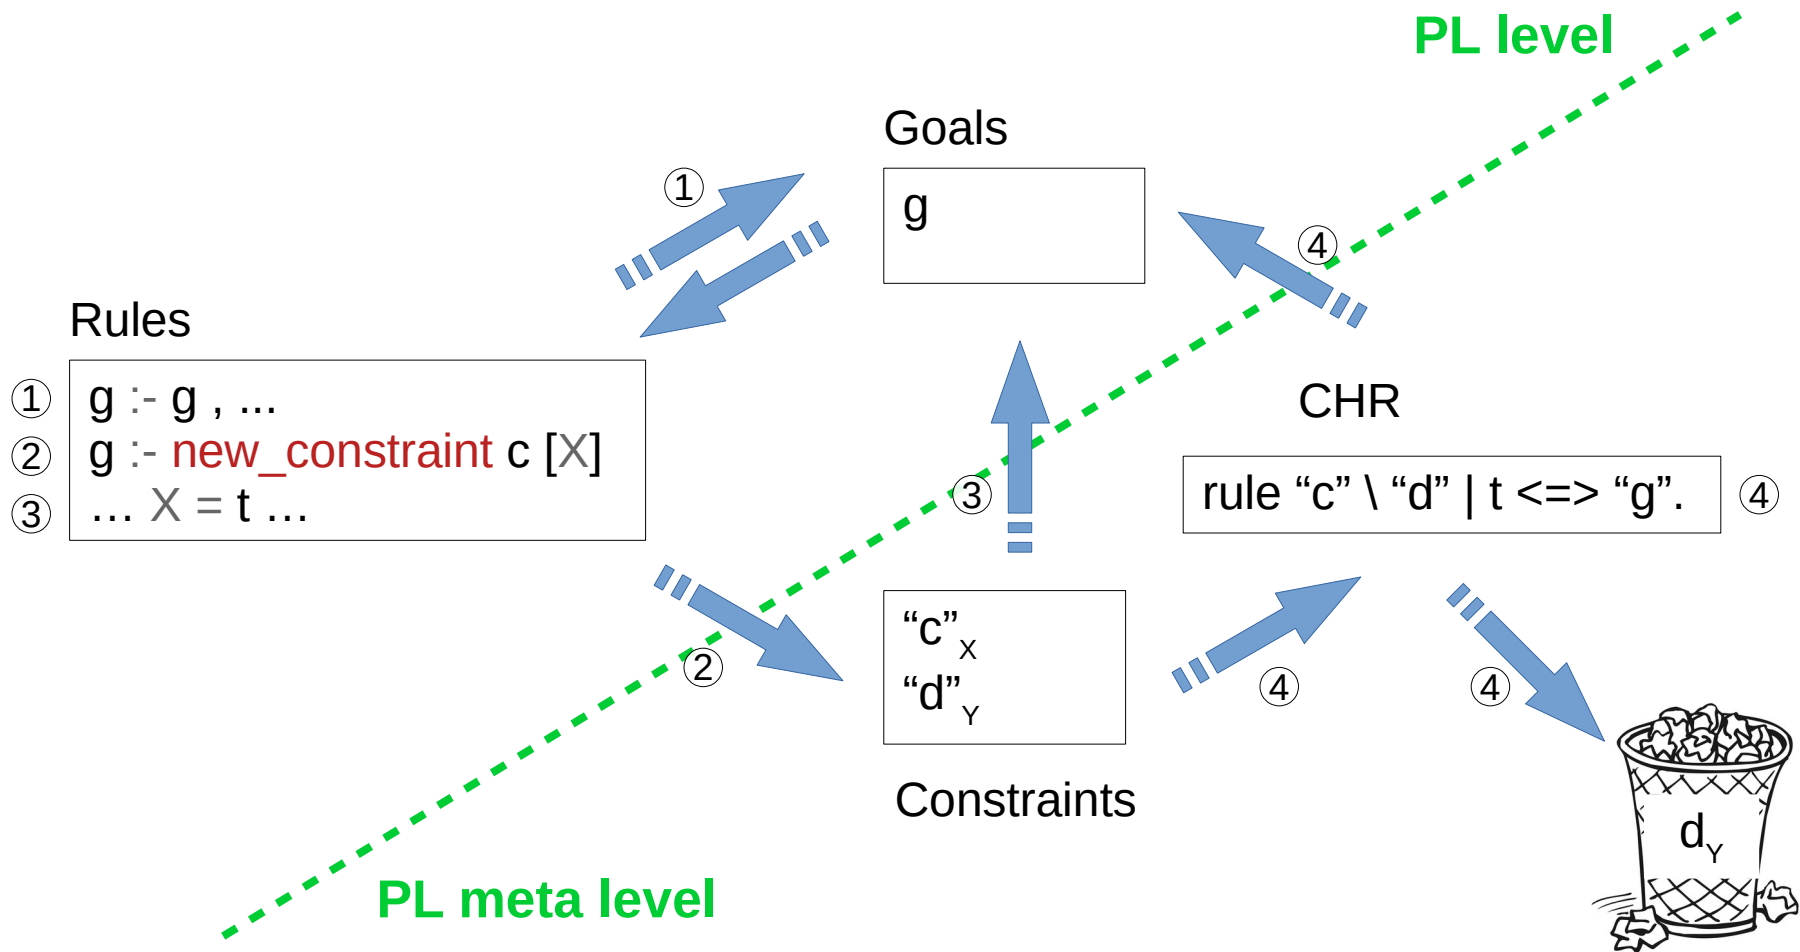 PL level
Goals
①
g
④
Rules
① g :- g , ...
② g :- new_constraint c [X]
③ ... X = t ...
CHR
③
rule “c” \ “d” | t <=> “g”. ④
②
“c”X
“d”Y
④
④
Constraints
dY
PL meta level